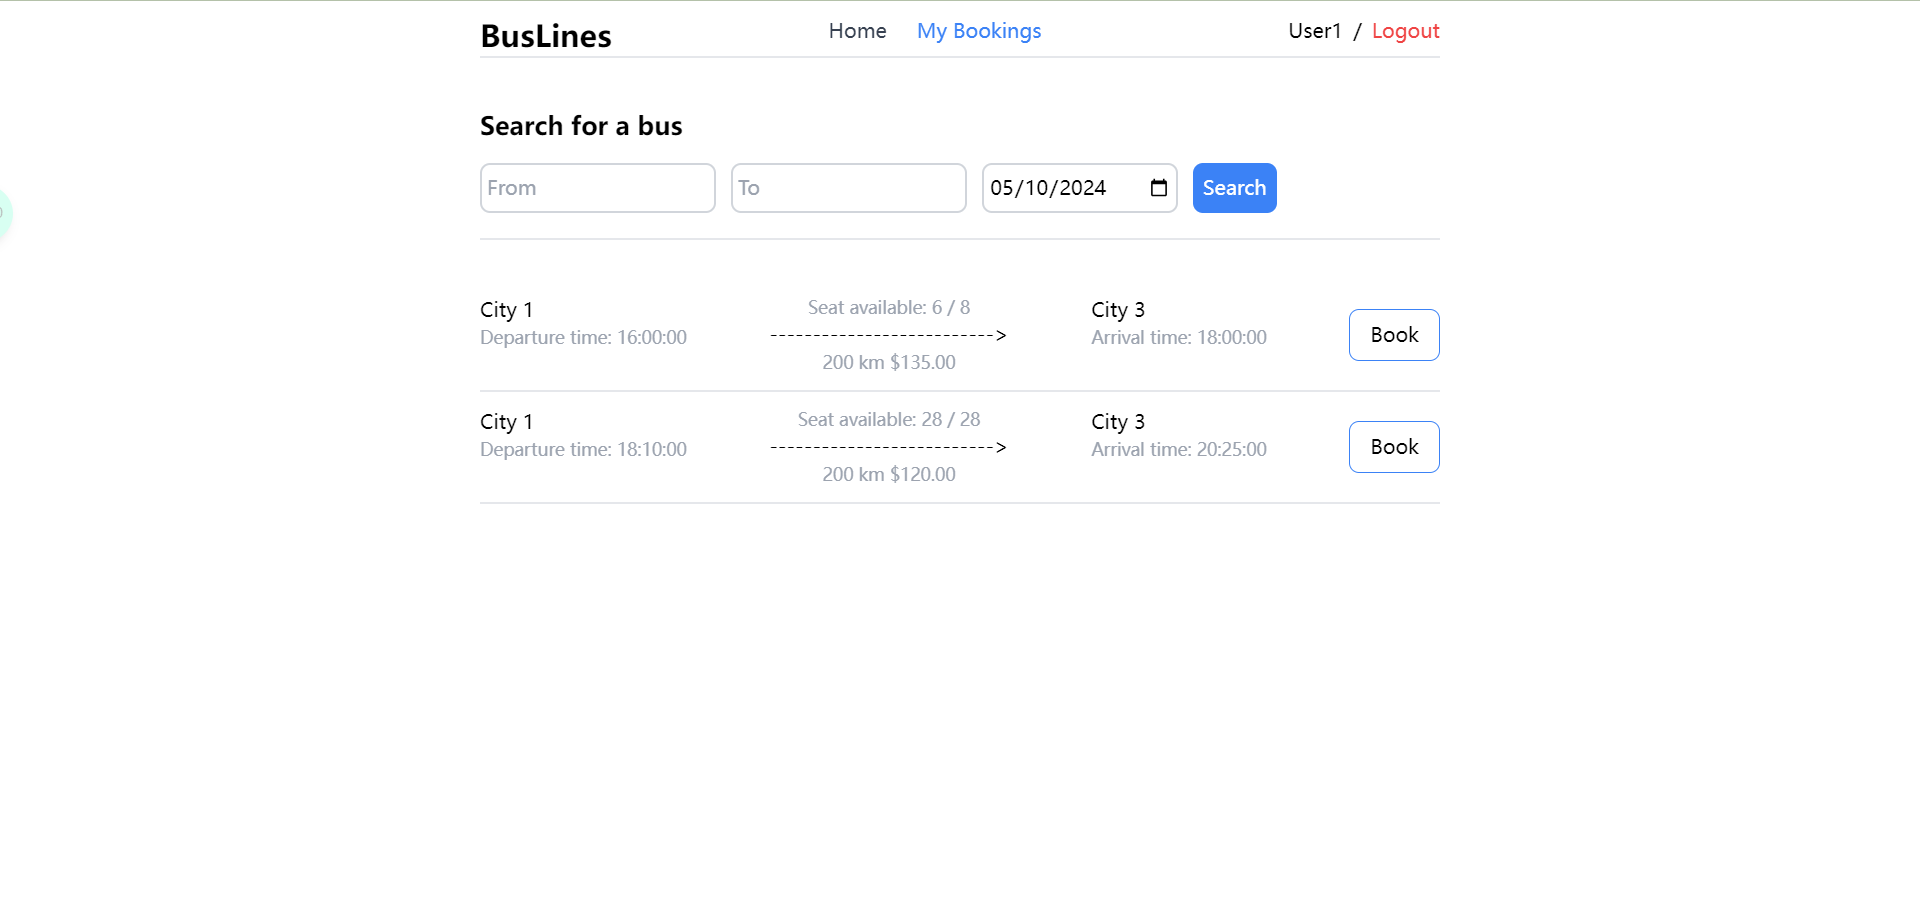 BusLines
Home My Bookings
User1 / Logout
Search for a bus
From To 05/10/2024 Search
City 1
Departure time: 16:00:00
Seat available: 6 / 8
-------------------------->
200 km $135.00
City 3
Arrival time: 18:00:00
Book
City 1
Departure time: 18:10:00
Seat available: 28 / 28
-------------------------->
200 km $120.00
City 3
Arrival time: 20:25:00
Book